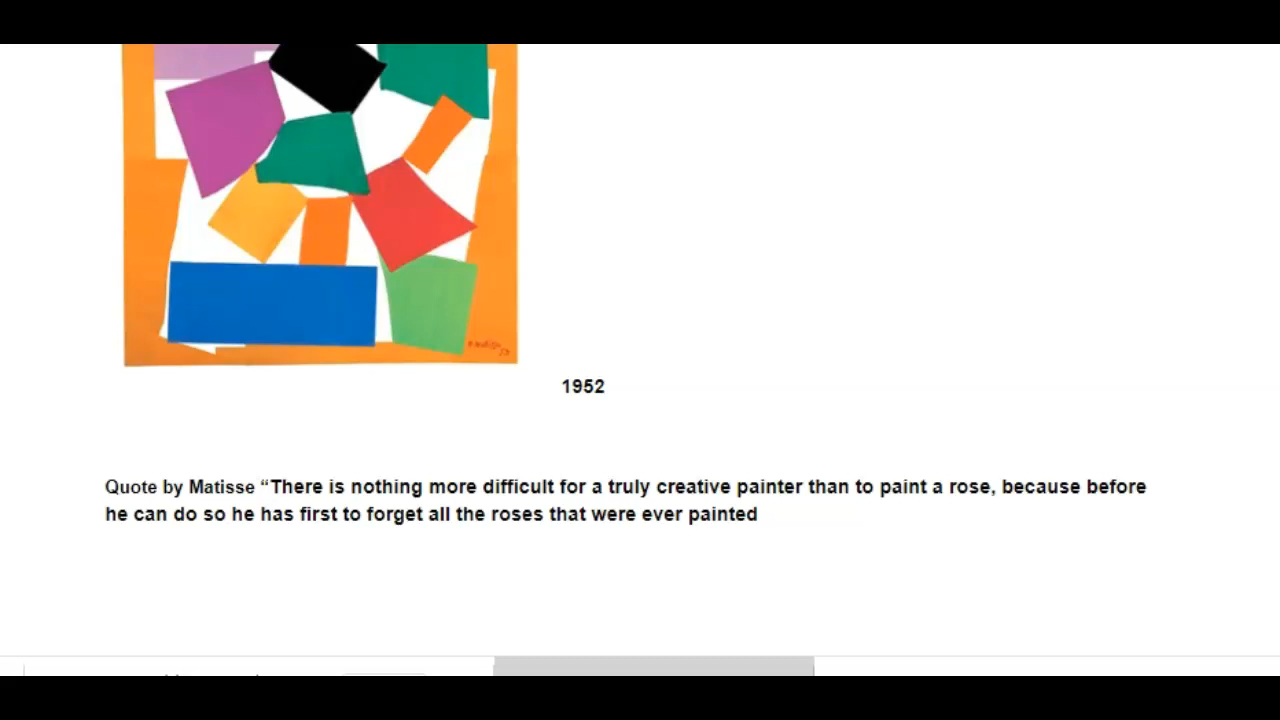 1952
Quote by Matisse “There is nothing more difficult for a truly creative painter than to paint a rose, because before
he can do so he has first to forget all the roses that were ever painted